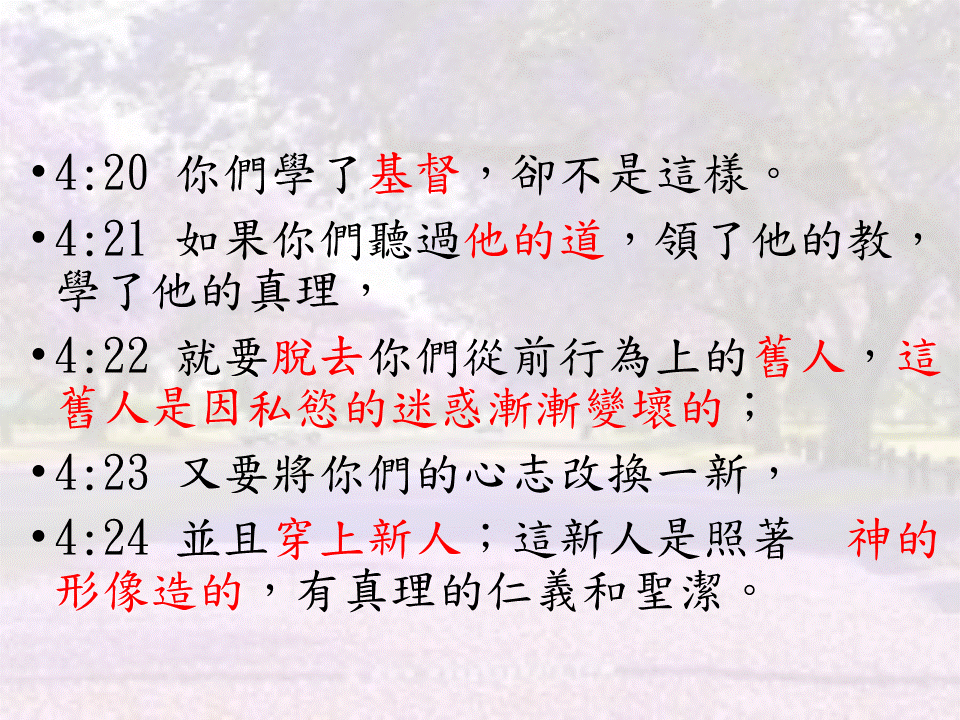 •4:20 你們學了基督，卻不是這樣。
•4:21 如果你們聽過他的道，領了他的教，
學了他的真理，
•4:22 就要脫去你們從前行為上的舊人，這
舊人是因私慾的迷惑漸漸變壞的；
•4:23 又要將你們的心志改換一新，
•4:24 並且穿上新人；這新人是照著　神的
形像造的，有真理的仁義和聖潔。